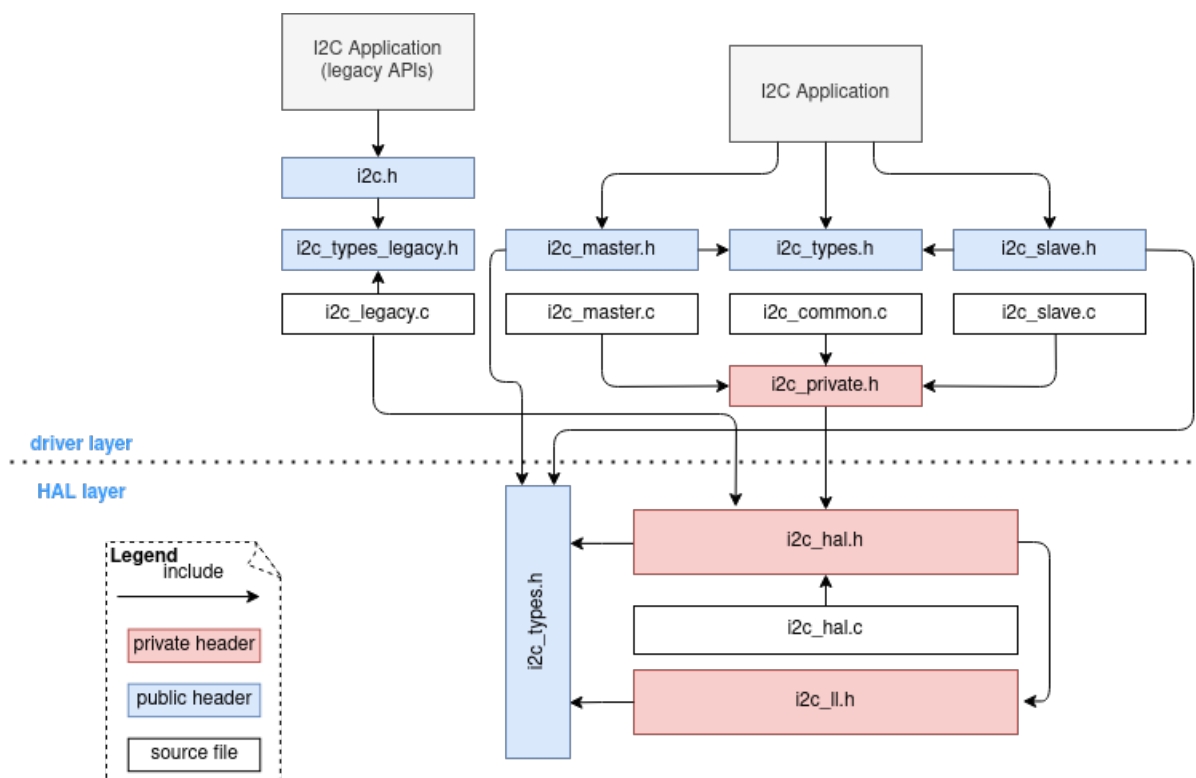 I2C Application
(legacy APIs)
I2C Application
i2c.h
i2c_types_legacy.h
i2c_master.h
i2c_types.h
i2c_slave.h
i2c_legacy.c
i2c_master.c
i2c_common.c
i2c_slave.c
i2c_private.h
driver layer
HAL layer
i2c_types.h
i2c_hal.h
i2c_hal.c
i2c_ll.h
Legend
include
private header
public header
source file